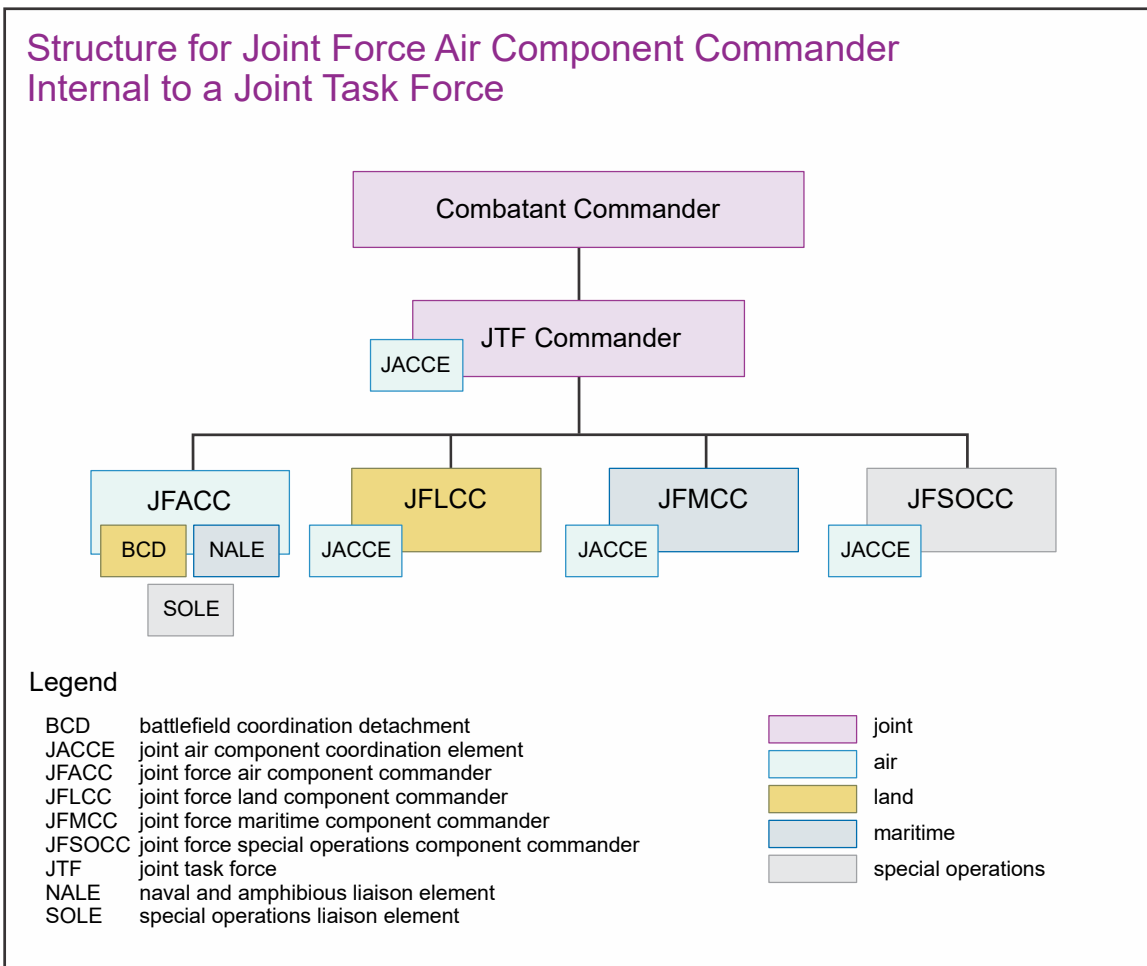 Structure for Joint Force Air Component Commander
Internal to a Joint Task Force
Combatant Commander
JTF Commander
JACCE
JFACC
BCD
NALE
SOLE
JFLCC
JACCE
JFMCC
JACCE
JFSOCC
JACCE
Legend
BCD battlefield coordination detachment
JACCE joint air component coordination element
JFACC joint force air component commander
JFLCC joint force land component commander
JFMCC joint force maritime component commander
JFSOCC joint force special operations component commander
JTF joint task force
NALE naval and amphibious liaison element
SOLE special operations liaison element
joint
air
land
maritime
special operations